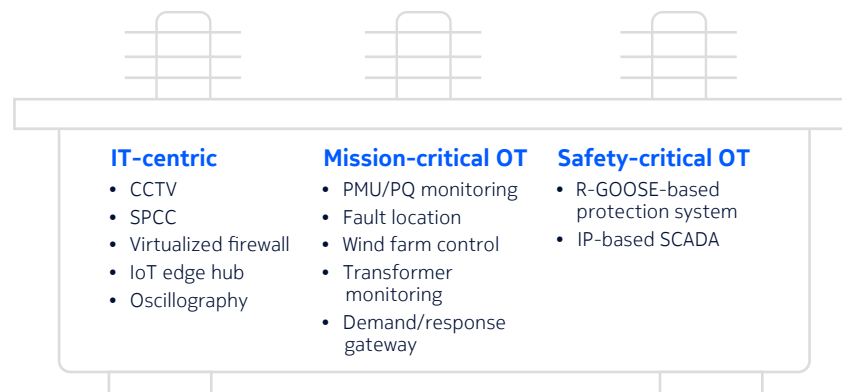 IT-centric
• CCTV
• SPCC
• Virtualized firewall
• IoT edge hub
• Oscillography
Mission-critical OT
• PMU/PQ monitoring
• Fault location
• Wind farm control
• Transformer
monitoring
• Demand/response
gateway
Safety-critical OT
• R-GOOSE-based
protection system
• IP-based SCADA